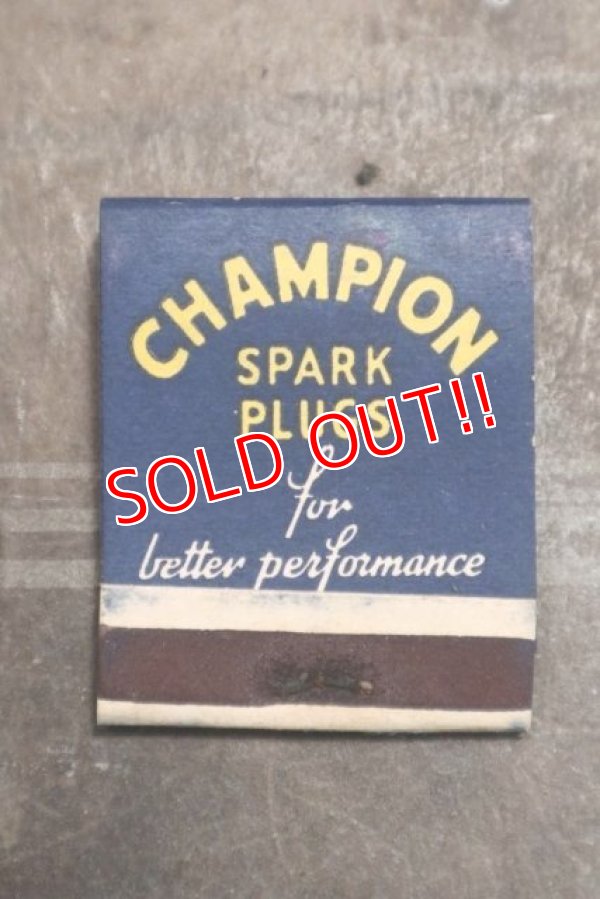 CHAMPION
SPARK
PLUGS
SOLD OUT!!
for
better performance